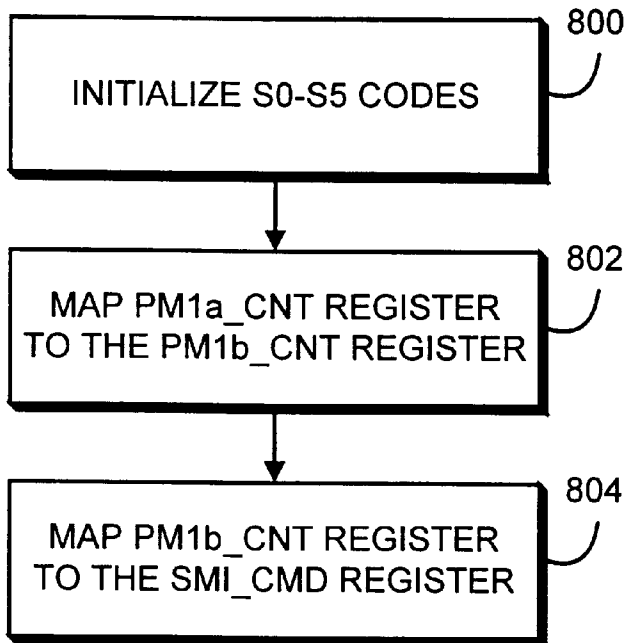 800
INITIALIZE S0-S5 CODES
802
MAP PM1a_CNT REGISTER
TO THE PM1b_CNT REGISTER
804
MAP PM1b_CNT REGISTER
TO THE SMI_CMD REGISTER